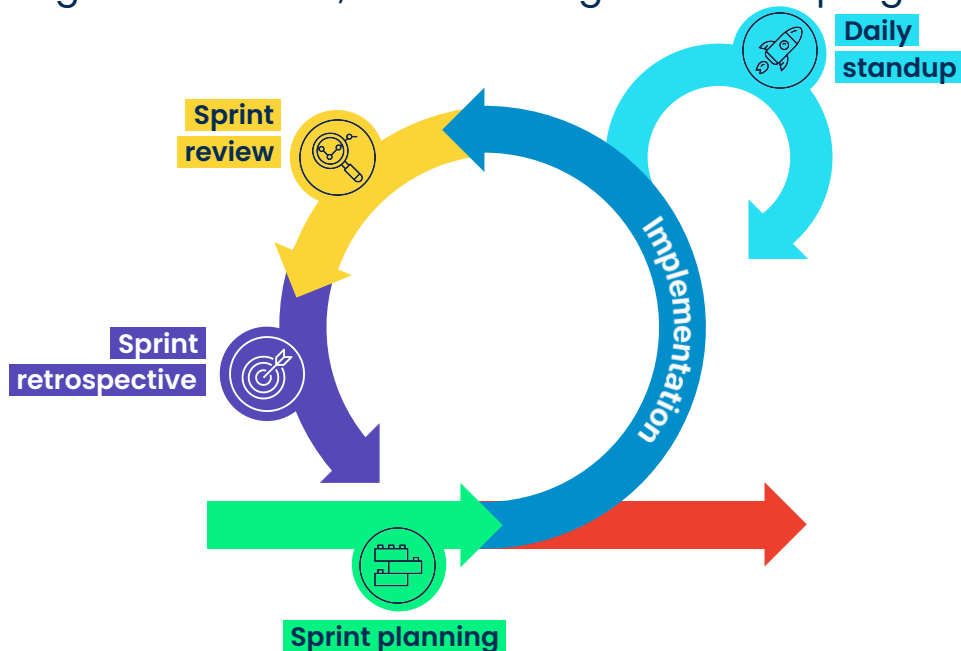 Daily
standup
Sprint
review
Implementation
Sprint
retrospective
Sprint planning